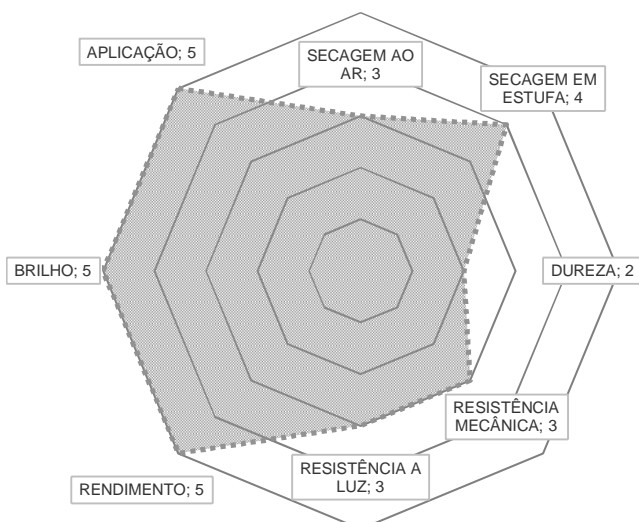 APLICAÇÃO; 5
SECAGEM AO
AR; 3
SECAGEM EM
ESTUFA; 4
BRILHO; 5
DUREZA; 2
RESISTÊNCIA
MECÂNICA; 3
RESISTÊNCIA A
LUZ; 3
RENDIMENTO; 5